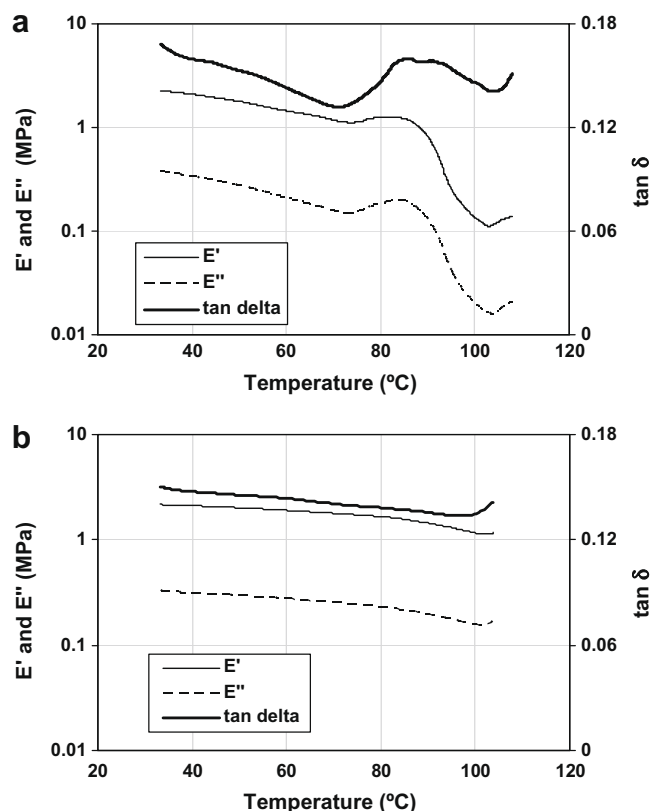 a
10
1
0.1
0.01
0.18
0.12
0.06
0
E' and E" (MPa)
tan δ
E'
E"
tan delta
20 40 60 80 100 120
Temperature (ºC)
b
10
1
0.1
0.01
0.18
0.12
0.06
0
E' and E" (MPa)
tan δ
E'
E"
tan delta
20 40 60 80 100 120
Temperature (ºC)